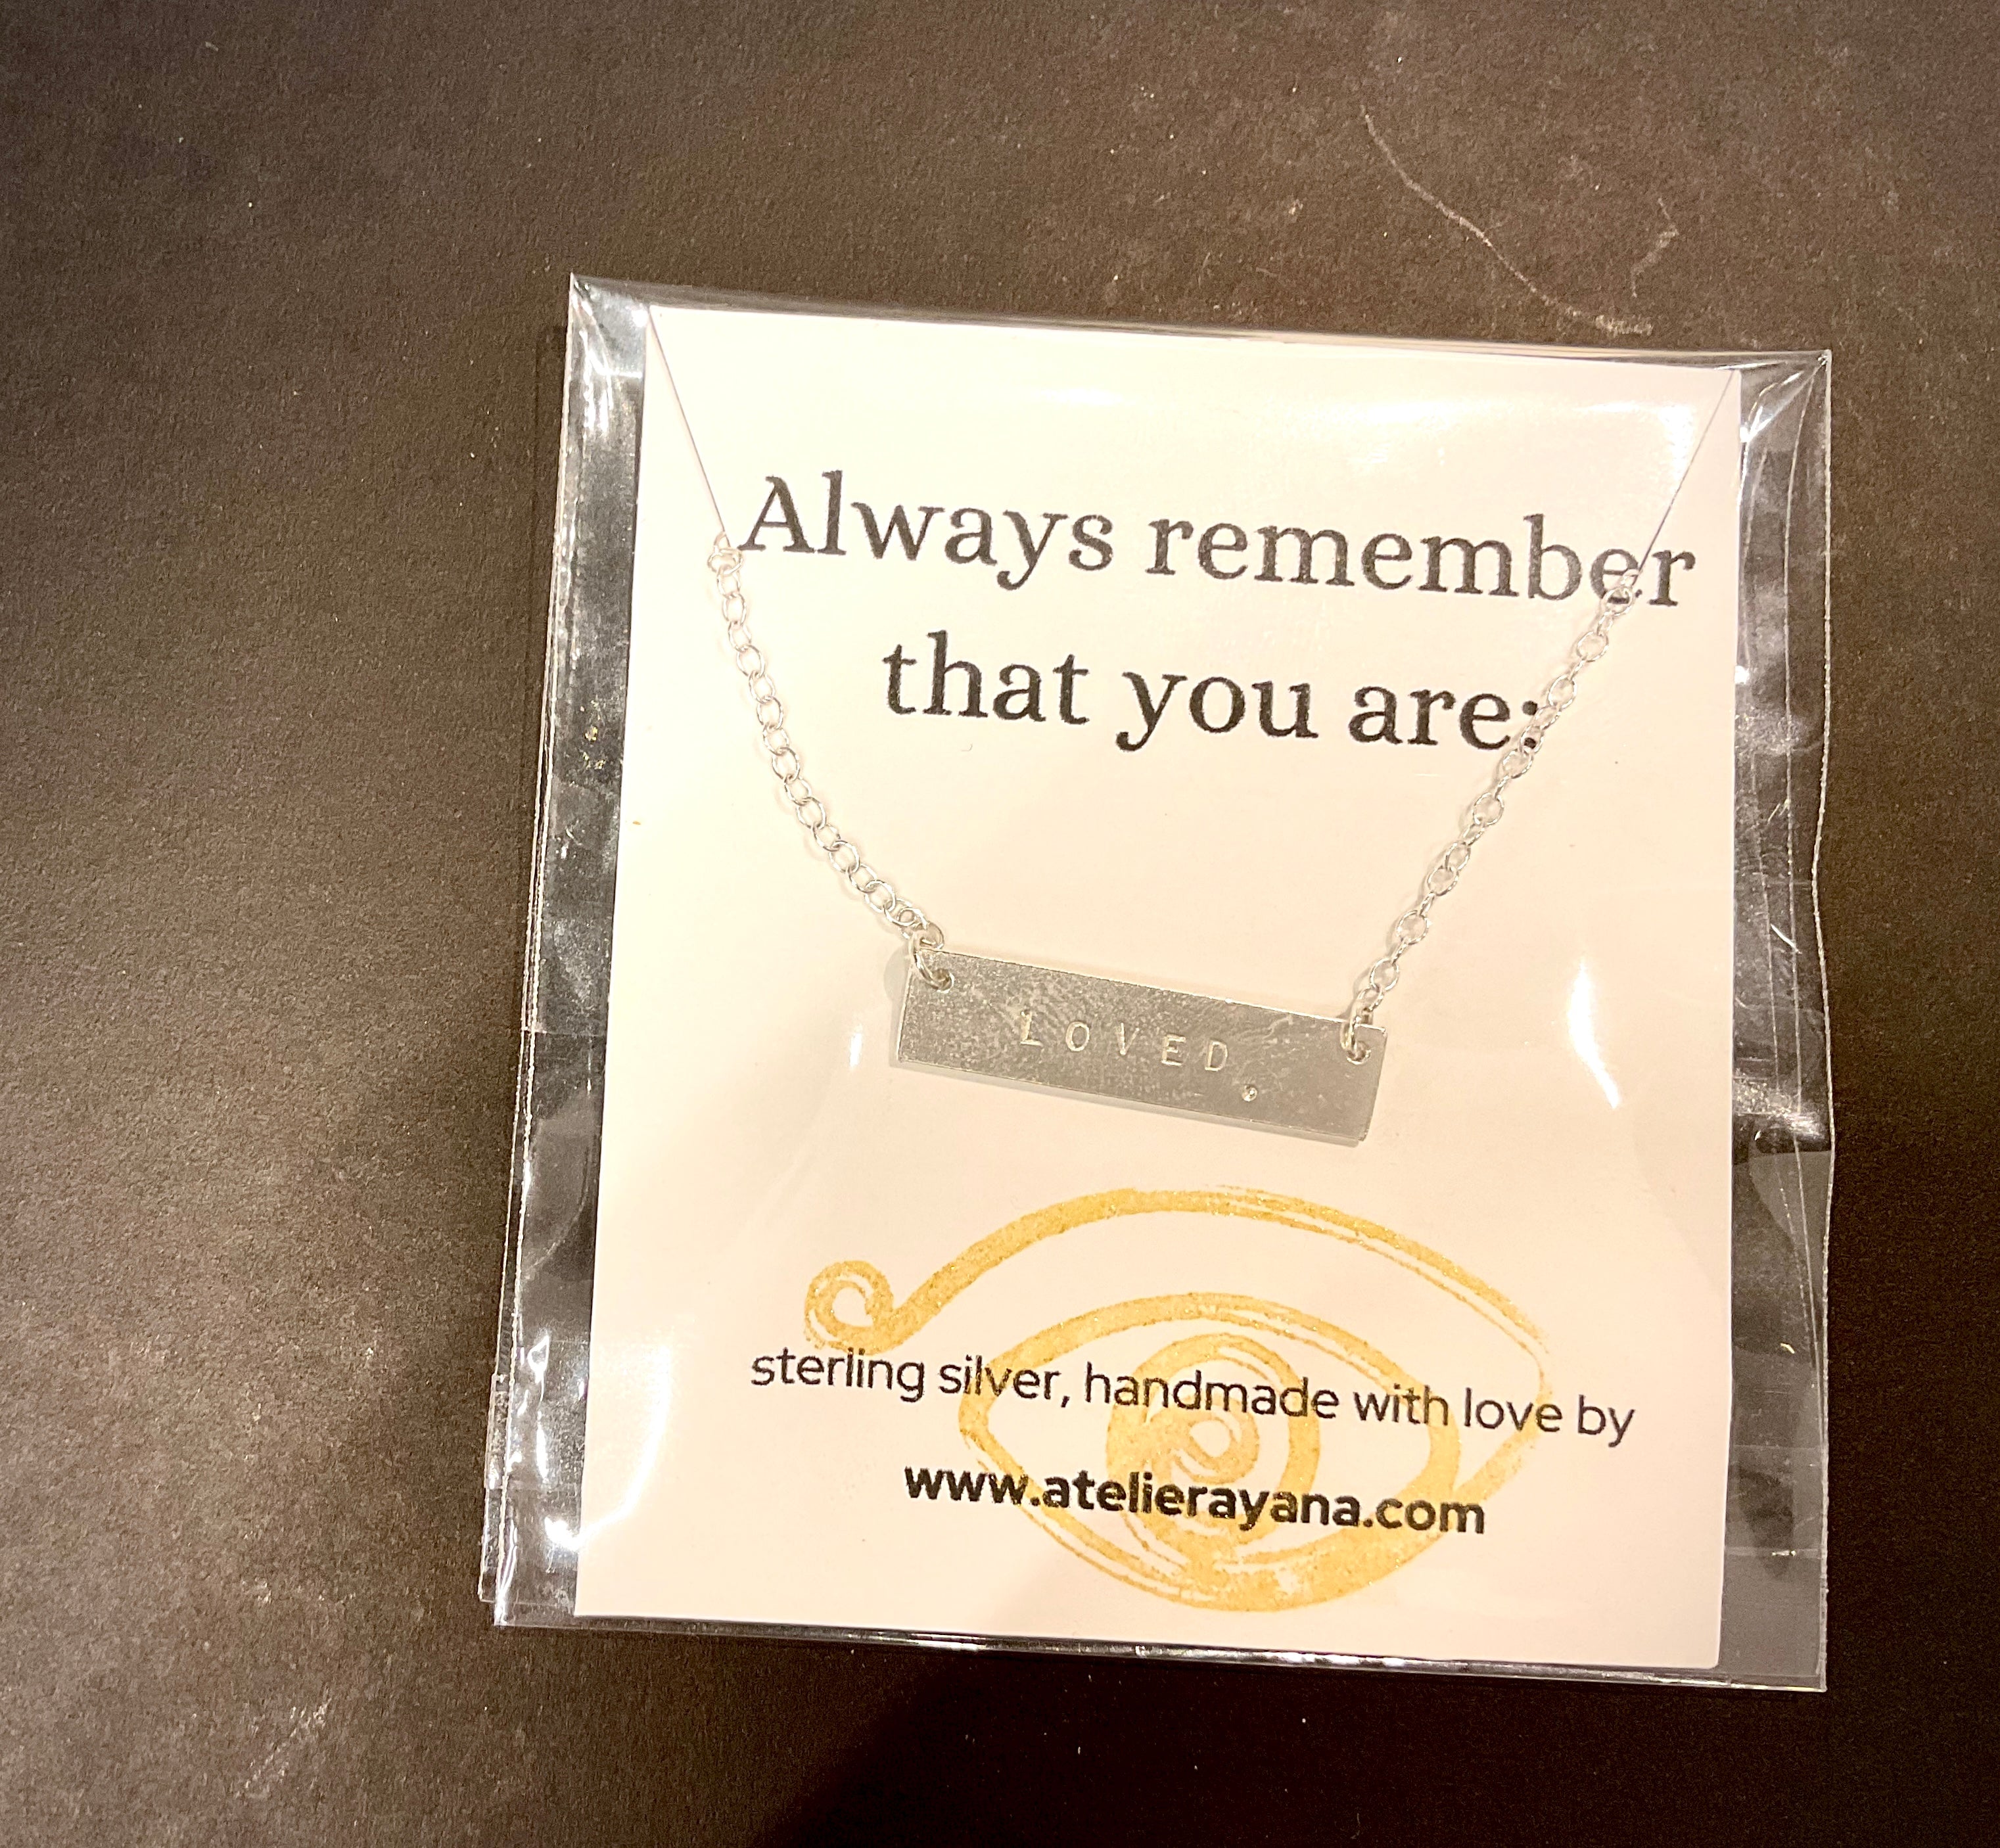 Always remember
that you are:
LOVED.
sterling silver, handmade with love by
www.atelierayana.com